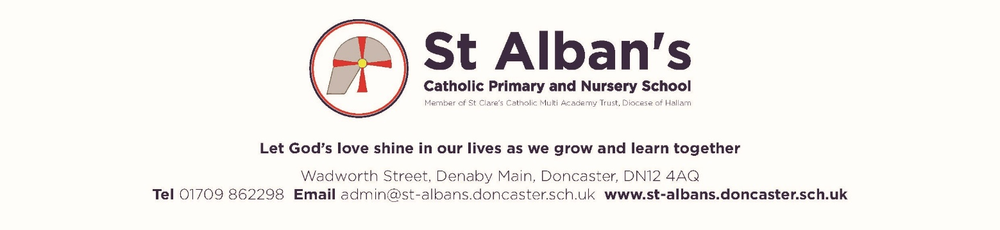 St Alban's
Catholic Primary and Nursery School
Member of St Clare's Catholic Multi Academy Trust, Diocese of Hallam
Let God's love shine in our lives as we grow and learn together
Wadworth Street, Denaby Main, Doncaster, DN12 4AQ
Tel 01709 862298 Email admin@st-albans.doncaster.sch.uk www.st-albans.doncaster.sch.uk